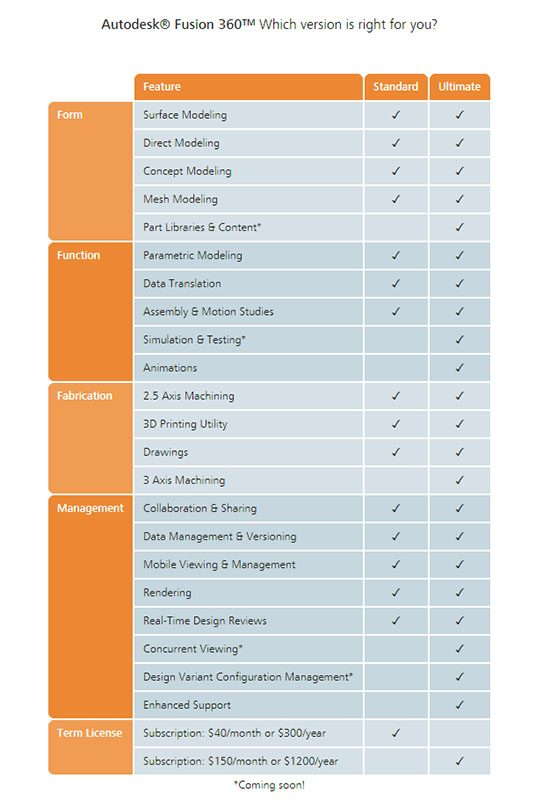 Autodesk® Fusion 360™ Which version is right for you?
Feature Standard Ultimate
Form Surface Modeling ✓ ✓
Direct Modeling ✓ ✓
Concept Modeling ✓ ✓
Mesh Modeling ✓ ✓
Part Libraries & Content* ✓
Function Parametric Modeling ✓ ✓
Data Translation ✓ ✓
Assembly & Motion Studies ✓ ✓
Simulation & Testing* ✓
Animations ✓
Fabrication 2.5 Axis Machining ✓ ✓
3D Printing Utility ✓ ✓
Drawings ✓ ✓
3 Axis Machining ✓
Management Collaboration & Sharing ✓ ✓
Data Management & Versioning ✓ ✓
Mobile Viewing & Management ✓ ✓
Rendering ✓ ✓
Real-Time Design Reviews ✓ ✓
Concurrent Viewing* ✓
Design Variant Configuration Management* ✓
Enhanced Support ✓
Term License Subscription: $40/month or $300/year ✓
Subscription: $150/month or $1200/year ✓
*Coming soon!